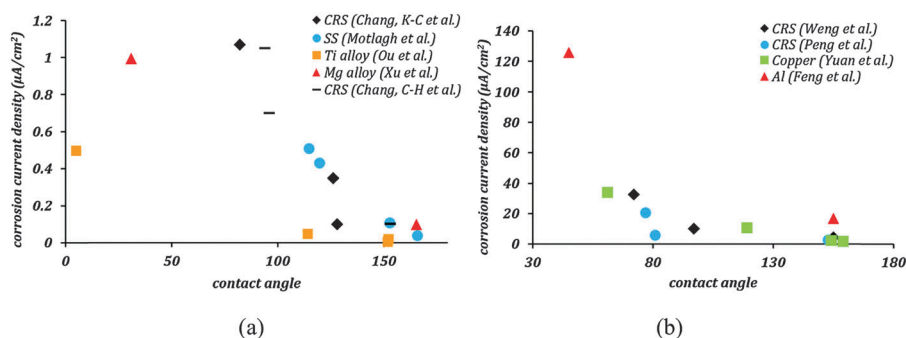 1.2
1
0.8
0.6
0.4
0.2
0
0
50
100
150
corrosion current density (µA/cm²)
contact angle
CRS (Chang, K-C et al.)
SS (Motlagh et al.)
Ti alloy (Ou et al.)
Mg alloy (Xu et al.)
CRS (Chang, C-H et al.)
(a)
140
120
100
80
60
40
20
0
30
80
130
180
corrosion current density (µA/cm²)
contact angle
CRS (Weng et al.)
CRS (Peng et al.)
Copper (Yuan et al.)
Al (Feng et al.)
(b)